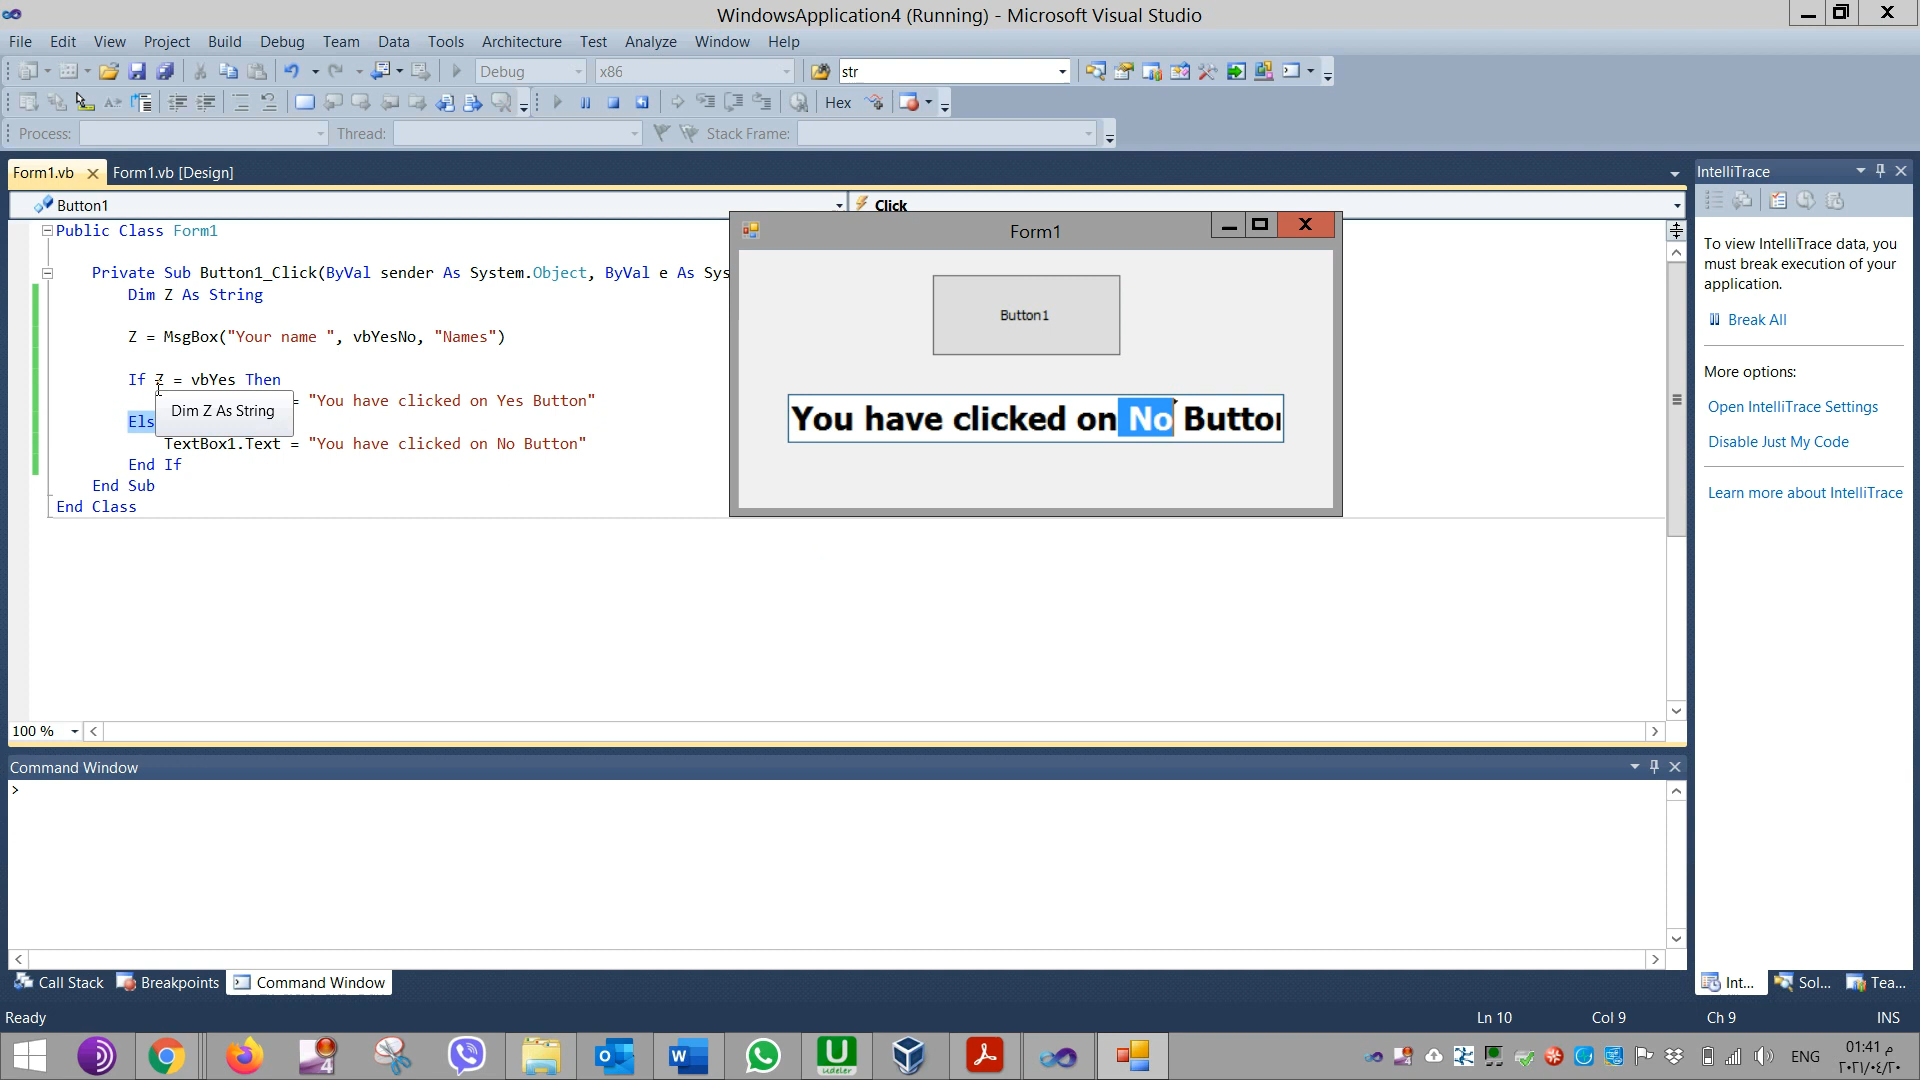 WindowsApplication4 (Running) - Microsoft Visual Studio
File Edit View Project Build Debug Team Data Tools Architecture Test Analyze Window Help
Debug x86 str
Hex
Process: Thread: Stack Frame:
Form1.vb Form1.vb [Design]
Button1 Click
Public Class Form1
Private Sub Button1_Click(ByVal sender As System.Object, ByVal e As Sys
Dim Z As String
Z = MsgBox("Your name ", vbYesNo, "Names")
If Z = vbYes Then
= "You have clicked on Yes Button"
Dim Z As String
Els
TextBox1.Text = "You have clicked on No Button"
End If
End Sub
End Class
Form1
Button1
You have clicked on No Button
IntelliTrace
To view IntelliTrace data, you
must break execution of your
application.
Break All
More options:
Open IntelliTrace Settings
Disable Just My Code
Learn more about IntelliTrace
100 %
Command Window
>
Call Stack Breakpoints Command Window
Int... Sol... Tea...
Ready Ln 10 Col 9 Ch 9 INS
4 W U Udeler 4 ENG
01:41 م
٢٠٢١/٠٤/٢٠